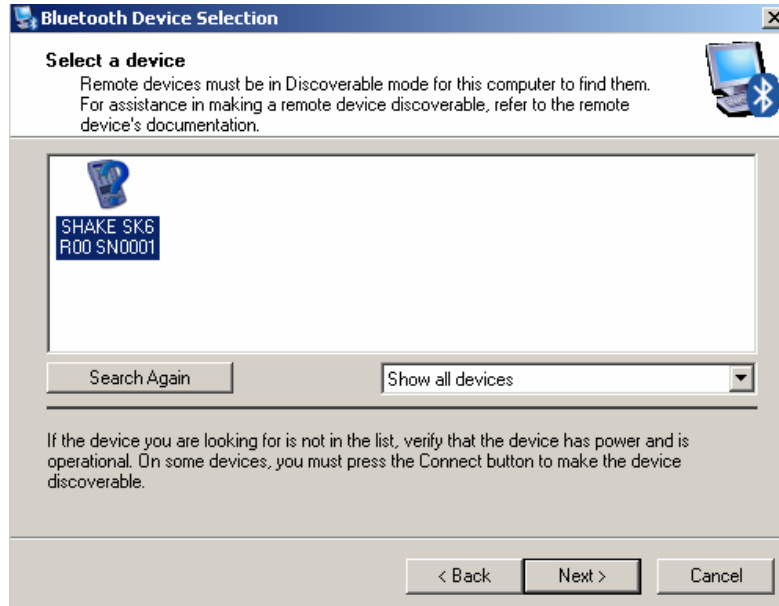 Bluetooth Device Selection
Select a device
Remote devices must be in Discoverable mode for this computer to find them.
For assistance in making a remote device discoverable, refer to the remote
device's documentation.
SHAKE SK6
R00 SN0001
Search Again
Show all devices
If the device you are looking for is not in the list, verify that the device has power and is
operational. On some devices, you must press the Connect button to make the device
discoverable.
< Back
Next >
Cancel